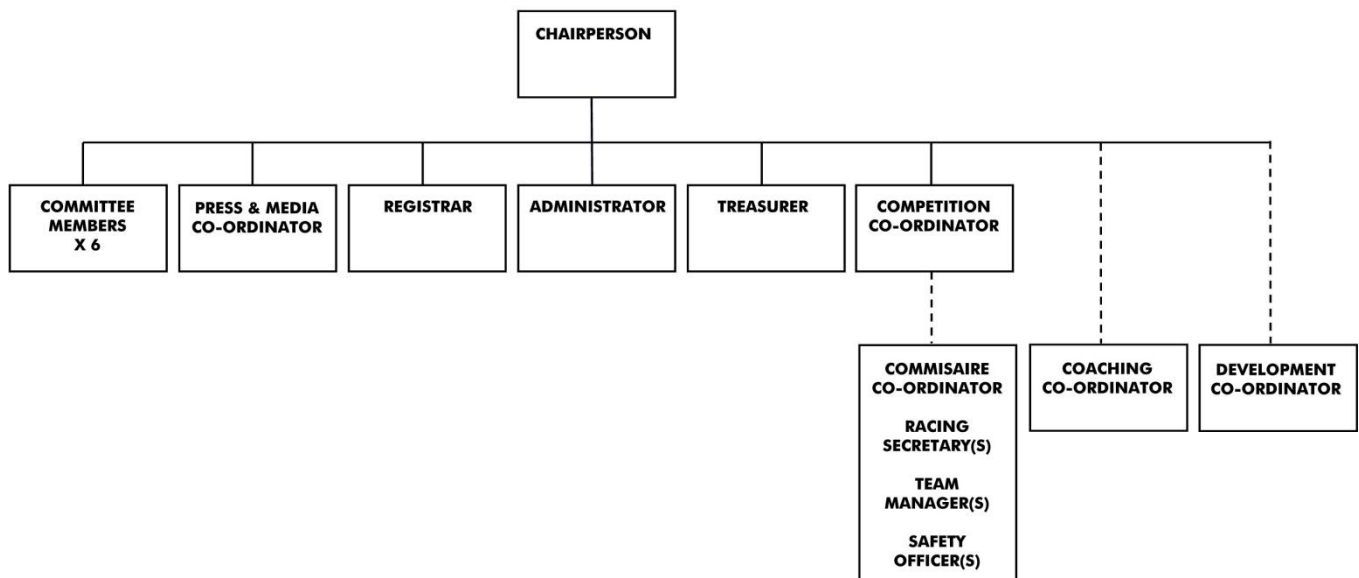 CHAIRPERSON
COMMITTEE
MEMBERS
X 6
PRESS & MEDIA
CO-ORDINATOR
REGISTRAR
ADMINISTRATOR
TREASURER
COMPETITION
CO-ORDINATOR
COMMISAIRE
CO-ORDINATOR
RACING
SECRETARY(S)
TEAM
MANAGER(S)
SAFETY
OFFICER(S)
COACHING
CO-ORDINATOR
DEVELOPMENT
CO-ORDINATOR